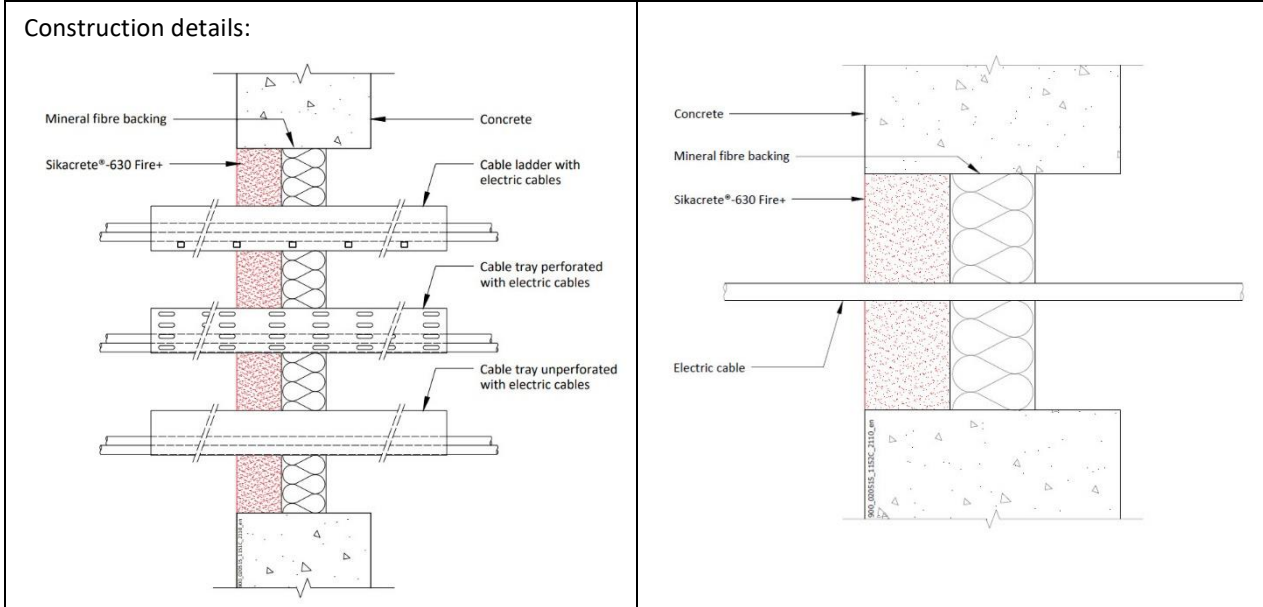 Construction details:
Mineral fibre backing
Concrete
Sikacrete®-630 Fire+
Cable ladder with
electric cables
Cable tray perforated
with electric cables
Cable tray unperforated
with electric cables
Concrete
Mineral fibre backing
Sikacrete®-630 Fire+
Electric cable
900_020515_1152C_2110_en